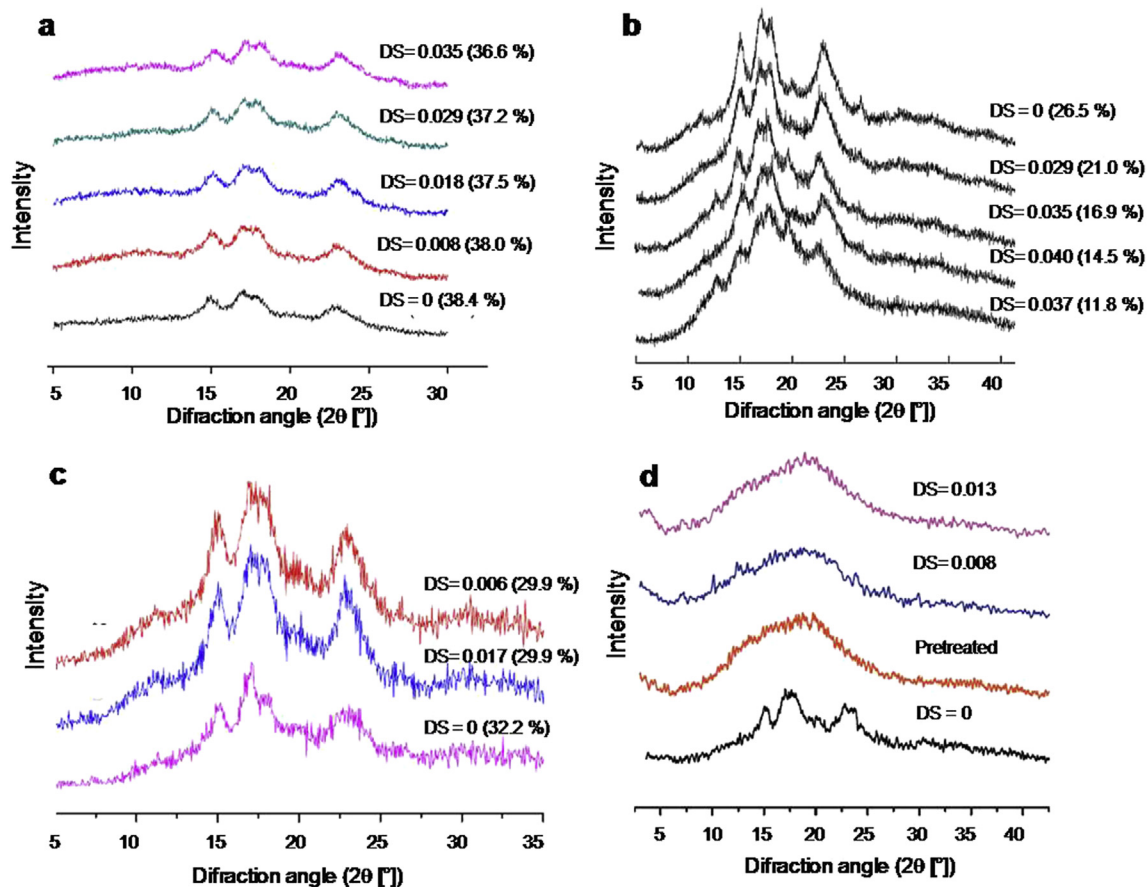 a
DS= 0.035 (36.6 %)
DS= 0.029 (37.2 %)
DS= 0.018 (37.5 %)
DS= 0.008 (38.0%)
DS = 0 (38.4 %)
Intensity
5 10 15 20 25 30
Difraction angle (2θ [°])
b
DS= 0 (26.5 %)
DS= 0.029 (21.0 %)
DS= 0.035 (16.9 %)
DS= 0.040 (14.5 %)
DS= 0.037 (11.8 %)
Intensity
5 10 15 20 25 30 35 40
Difraction angle (2θ [°])
c
DS= 0.006 (29.9 %)
DS= 0.017 (29.9 %)
DS = 0 (32.2 %)
Intensity
5 10 15 20 25 30 35
Difraction angle (2θ [°])
d
DS= 0.013
DS= 0.008
Pretreated
DS = 0
Intensity
5 10 15 20 25 30 35 40
Difraction angle (2θ [°])